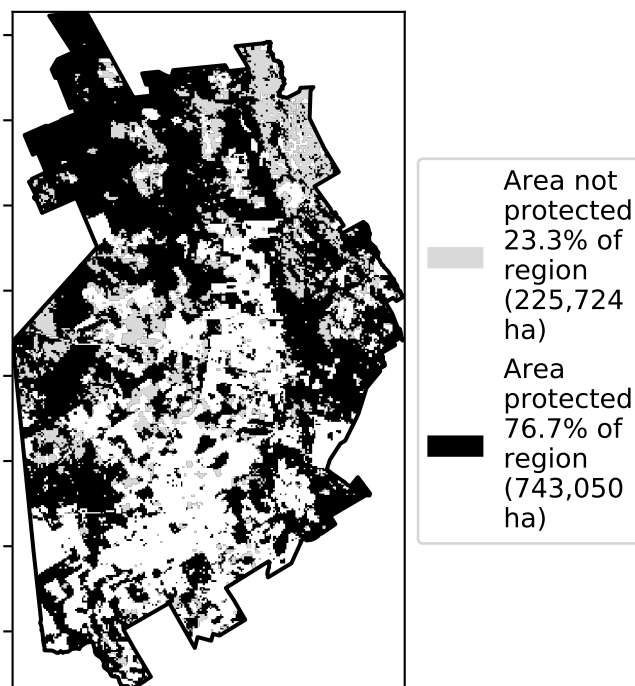 Area not
protected
23.3% of
region
(225,724
ha)
Area
protected
76.7% of
region
(743,050
ha)